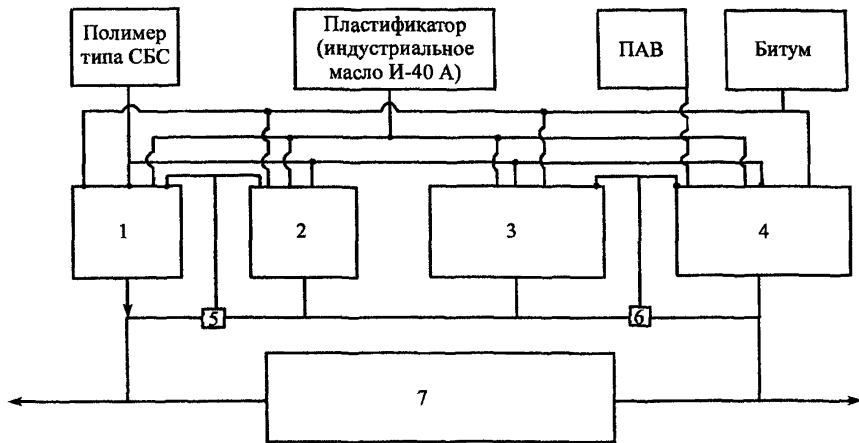 Полимер
типа СБС
Пластификатор
(индустриальное
масло И-40 А)
ПАВ
Битум
1
2
3
4
5
6
7